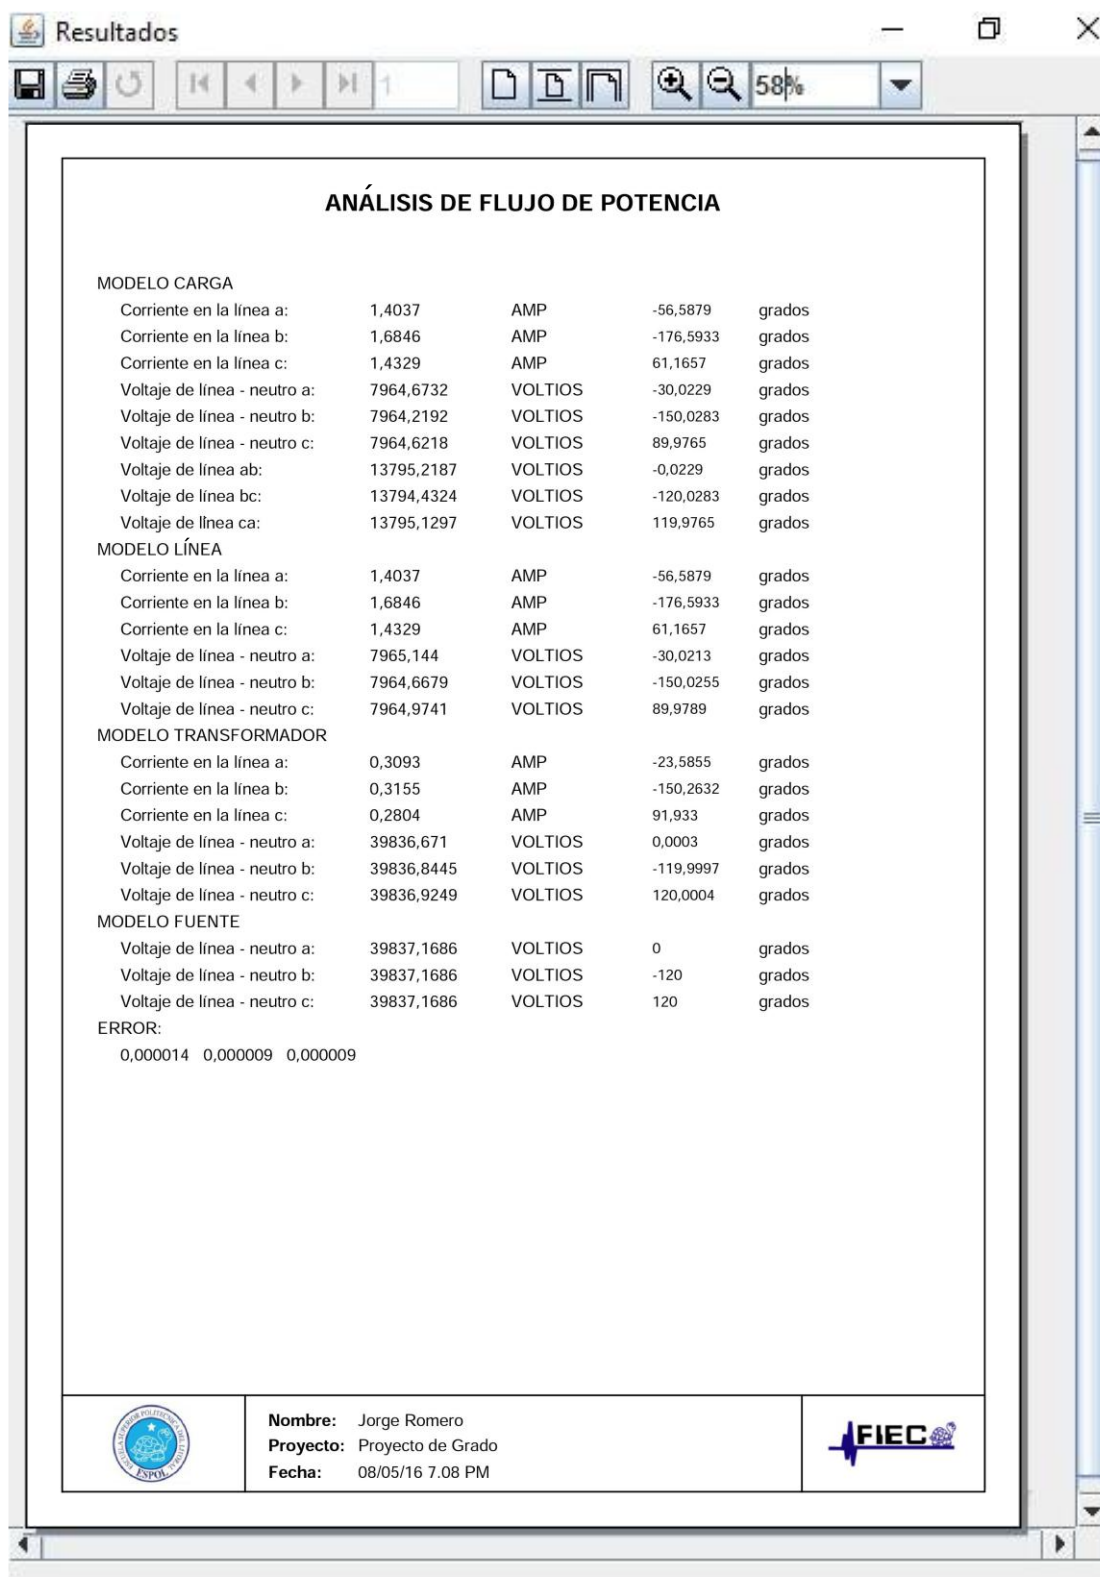 Resultados
1
58%
ANÁLISIS DE FLUJO DE POTENCIA
MODELO CARGA
Corriente en la línea a: 1,4037 AMP -56,5879 grados
Corriente en la línea b: 1,6846 AMP -176,5933 grados
Corriente en la línea c: 1,4329 AMP 61,1657 grados
Voltaje de línea - neutro a: 7964,6732 VOLTIOS -30,0229 grados
Voltaje de línea - neutro b: 7964,2192 VOLTIOS -150,0283 grados
Voltaje de línea - neutro c: 7964,6218 VOLTIOS 89,9765 grados
Voltaje de línea ab: 13795,2187 VOLTIOS -0,0229 grados
Voltaje de línea bc: 13794,4324 VOLTIOS -120,0283 grados
Voltaje de línea ca: 13795,1297 VOLTIOS 119,9765 grados
MODELO LÍNEA
Corriente en la línea a: 1,4037 AMP -56,5879 grados
Corriente en la línea b: 1,6846 AMP -176,5933 grados
Corriente en la línea c: 1,4329 AMP 61,1657 grados
Voltaje de línea - neutro a: 7965,144 VOLTIOS -30,0213 grados
Voltaje de línea - neutro b: 7964,6679 VOLTIOS -150,0255 grados
Voltaje de línea - neutro c: 7964,9741 VOLTIOS 89,9789 grados
MODELO TRANSFORMADOR
Corriente en la línea a: 0,3093 AMP -23,5855 grados
Corriente en la línea b: 0,3155 AMP -150,2632 grados
Corriente en la línea c: 0,2804 AMP 91,933 grados
Voltaje de línea - neutro a: 39836,671 VOLTIOS 0,0003 grados
Voltaje de línea - neutro b: 39836,8445 VOLTIOS -119,9997 grados
Voltaje de línea - neutro c: 39836,9249 VOLTIOS 120,0004 grados
MODELO FUENTE
Voltaje de línea - neutro a: 39837,1686 VOLTIOS 0 grados
Voltaje de línea - neutro b: 39837,1686 VOLTIOS -120 grados
Voltaje de línea - neutro c: 39837,1686 VOLTIOS 120 grados
ERROR:
0,000014 0,000009 0,000009
ESCUELA SUPERIOR POLITECNICA DEL LITORAL
ESPOL
Nombre: Jorge Romero
Proyecto: Proyecto de Grado
Fecha: 08/05/16 7.08 PM
FIEC